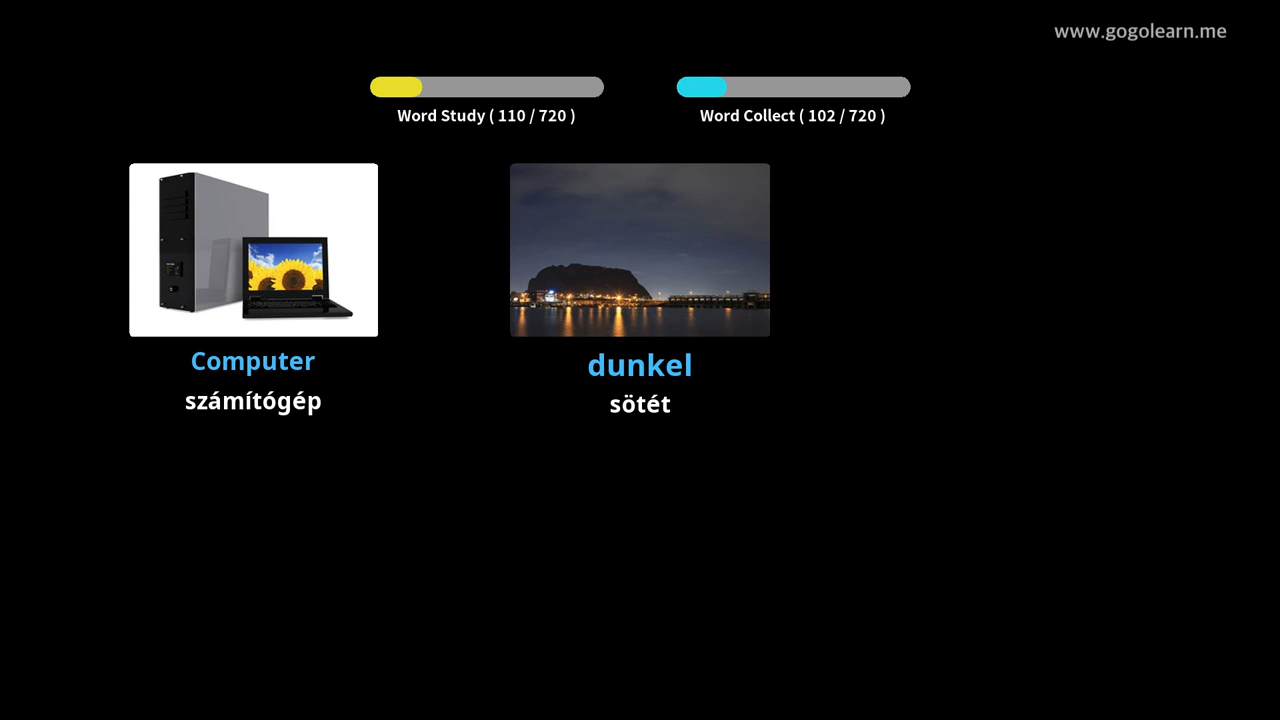 www.gogolearn.me
Word Study ( 110 / 720 )
Word Collect ( 102 / 720 )
Computer
számítógép
dunkel
sötét